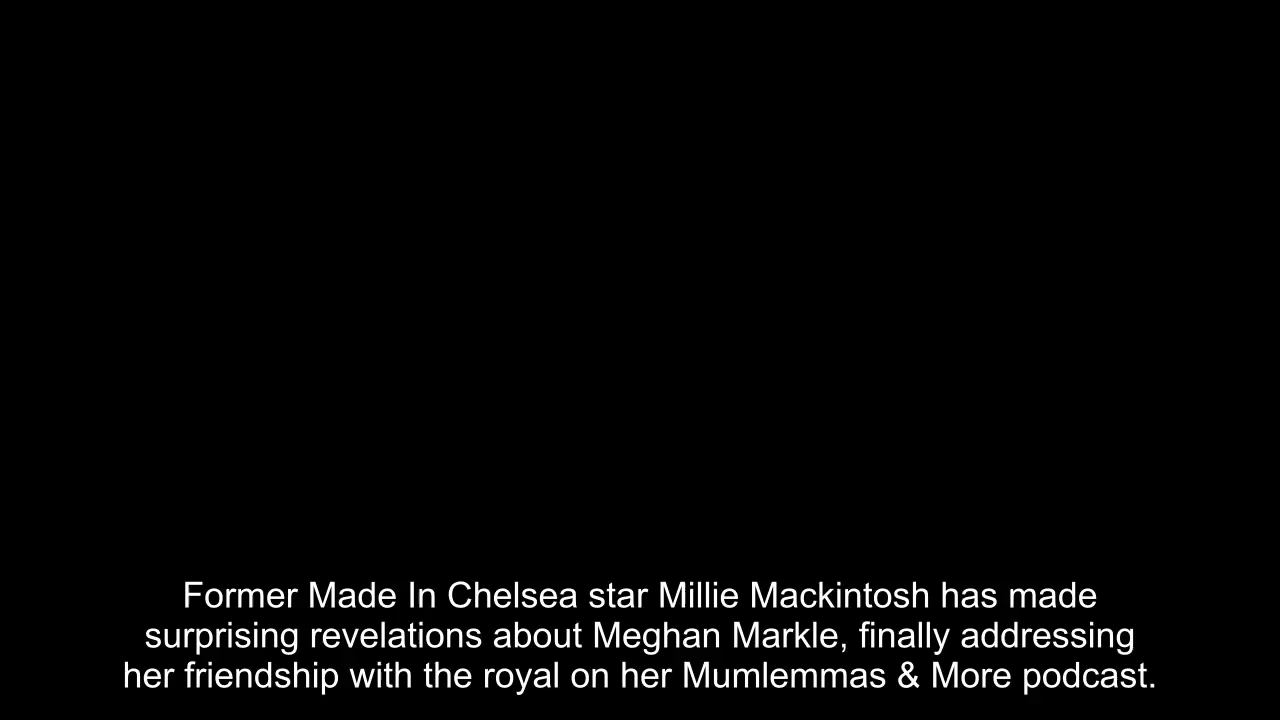 Former Made In Chelsea star Millie Mackintosh has made
surprising revelations about Meghan Markle, finally addressing
her friendship with the royal on her Mumlemmas & More podcast.